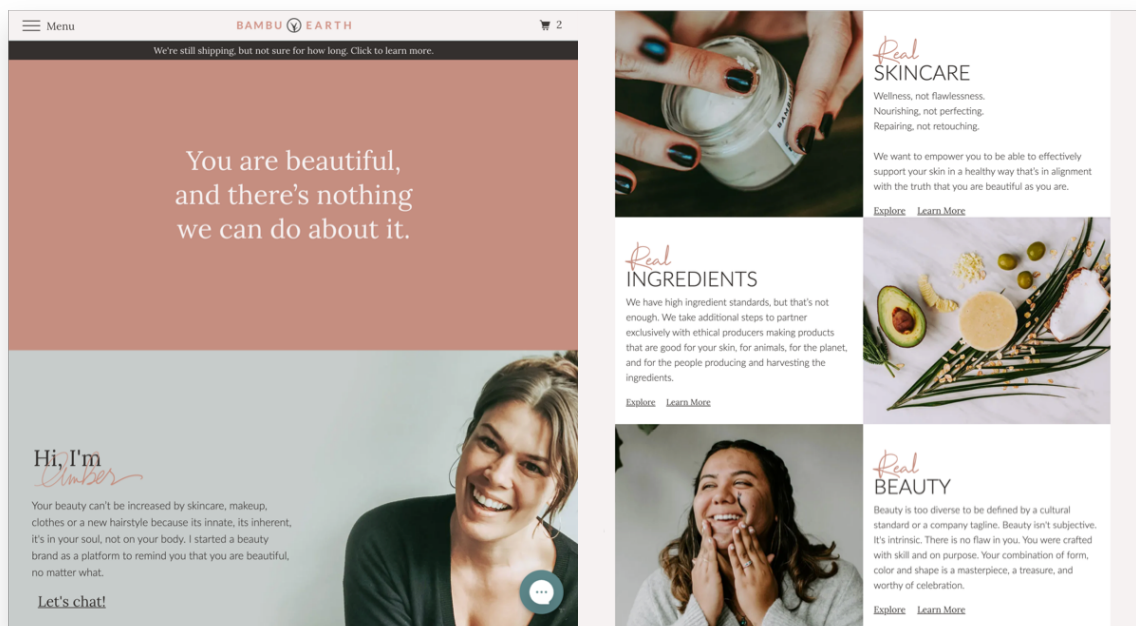 Menu
BAMBU EARTH
2
We're still shipping, but not sure for how long. Click to learn more.
You are beautiful,
and there's nothing
we can do about it.
Hi, I'm
Amber
Your beauty can't be increased by skincare, makeup,
clothes or a new hairstyle because its innate, its inherent,
it's in your soul, not on your body. I started a beauty
brand as a platform to remind you that you are beautiful,
no matter what.
Let's chat!
BAMBU
Real
SKINCARE
Wellness, not flawlessness.
Nourishing, not perfecting.
Repairing, not retouching.
We want to empower you to be able to effectively
support your skin in a healthy way that's in alignment
with the truth that you are beautiful as you are.
Explore Learn More
Real
INGREDIENTS
We have high ingredient standards, but that's not
enough. We take additional steps to partner
exclusively with ethical producers making products
that are good for your skin, for animals, for the planet,
and for the people producing and harvesting the
ingredients.
Explore Learn More
Real
BEAUTY
Beauty is too diverse to be defined by a cultural
standard or a company tagline. Beauty isn't subjective.
It's intrinsic. There is no flaw in you. You were crafted
with skill and on purpose. Your combination of form,
color and shape is a masterpiece, a treasure, and
worthy of celebration.
Explore Learn More